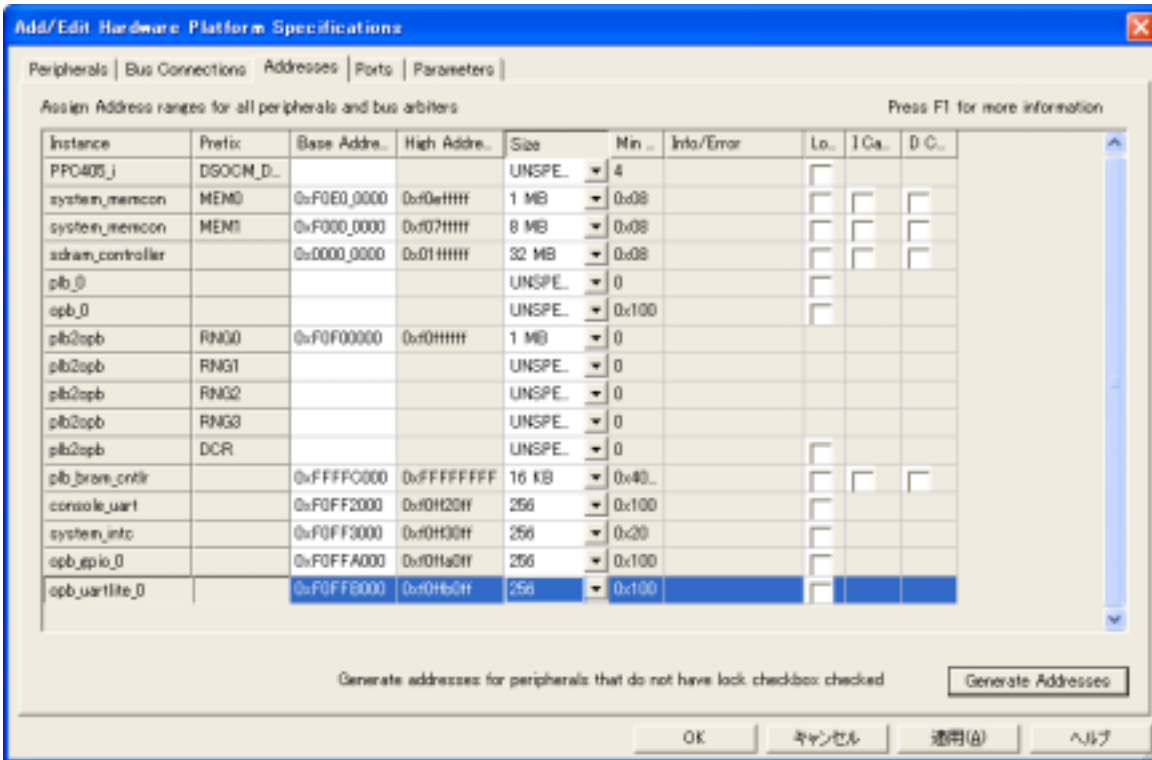 Add/Edit Hardware Platform Specifications
Peripherals Bus Connections Addresses Ports Parameters
Assign Address ranges for all peripherals and bus arbiters Press F1 for more information
Instance Prefix Base Addre... High Addre... Size Min ... Info/Error Lo... I Ca... D C...
PPC405_i DSOCM_D... UNSPE... 4
system_memcon MEM0 0xF0E0_0000 0xf0efffff 1 MB 0x08
system_memcon MEM1 0xF000_0000 0xf07fffff 8 MB 0x08
sdram_controller 0x0000_0000 0x01ffffff 32 MB 0x08
plb_0 UNSPE... 0
opb_0 UNSPE... 0x100
plb2opb RNG0 0xF0F00000 0xf0ffffff 1 MB 0
plb2opb RNG1 UNSPE... 0
plb2opb RNG2 UNSPE... 0
plb2opb RNG3 UNSPE... 0
plb2opb DCR UNSPE... 0
plb_bram_cntlr 0xFFFFC000 0xFFFFFFFF 16 KB 0x40...
console_uart 0xF0FF2000 0xf0ff20ff 256 0x100
system_intc 0xF0FF3000 0xf0ff30ff 256 0x20
opb_gpio_0 0xF0FFA000 0xf0ffa0ff 256 0x100
opb_uartlite_0 0xF0FFB000 0xf0ffb0ff 256 0x100
Generate addresses for peripherals that do not have lock checkbox checked Generate Addresses
OK キャンセル 適用(A) ヘルプ